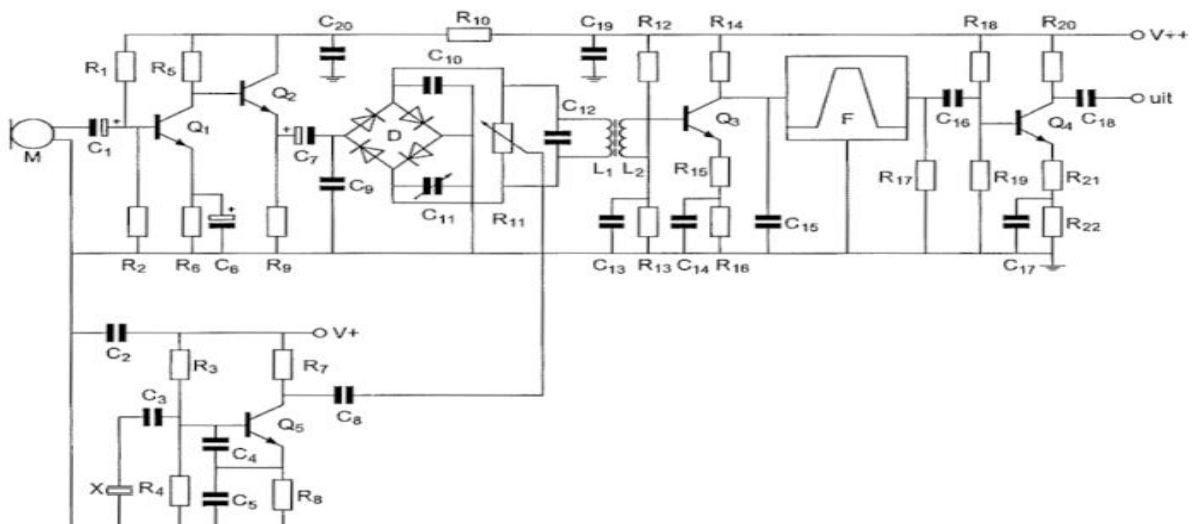 C20 R10 C19 R12 R14 R18 R20 V++
R1 R5 Q2 C10 C12 uit
M C1 Q1 C7 D Q3 F C16 Q4 C18
C9 L1 L2 R15 R17 R19 R21
C11 R11 C15 R22
R2 R6 C6 R9 C13 R13 C14 R16 C17
V+
C2 R3 R7
C3 C8
Q5
C4
X R4 C5 R8